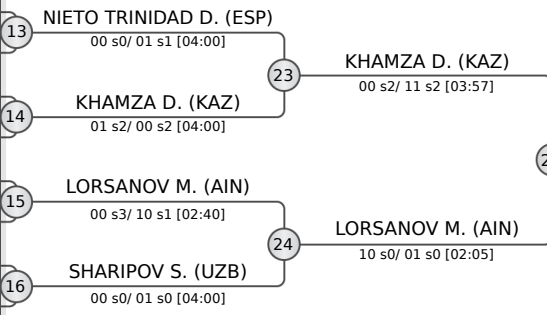 NIETO TRINIDAD D. (ESP)
13
00 s0/ 01 s1 [04:00]
23
KHAMZA D. (KAZ)
00 s2/ 11 s2 [03:57]
KHAMZA D. (KAZ)
14
01 s2/ 00 s2 [04:00]
LORSANOV M. (AIN)
15
00 s3/ 10 s1 [02:40]
24
LORSANOV M. (AIN)
10 s0/ 01 s0 [02:05]
SHARIPOV S. (UZB)
16
00 s0/ 01 s0 [04:00]